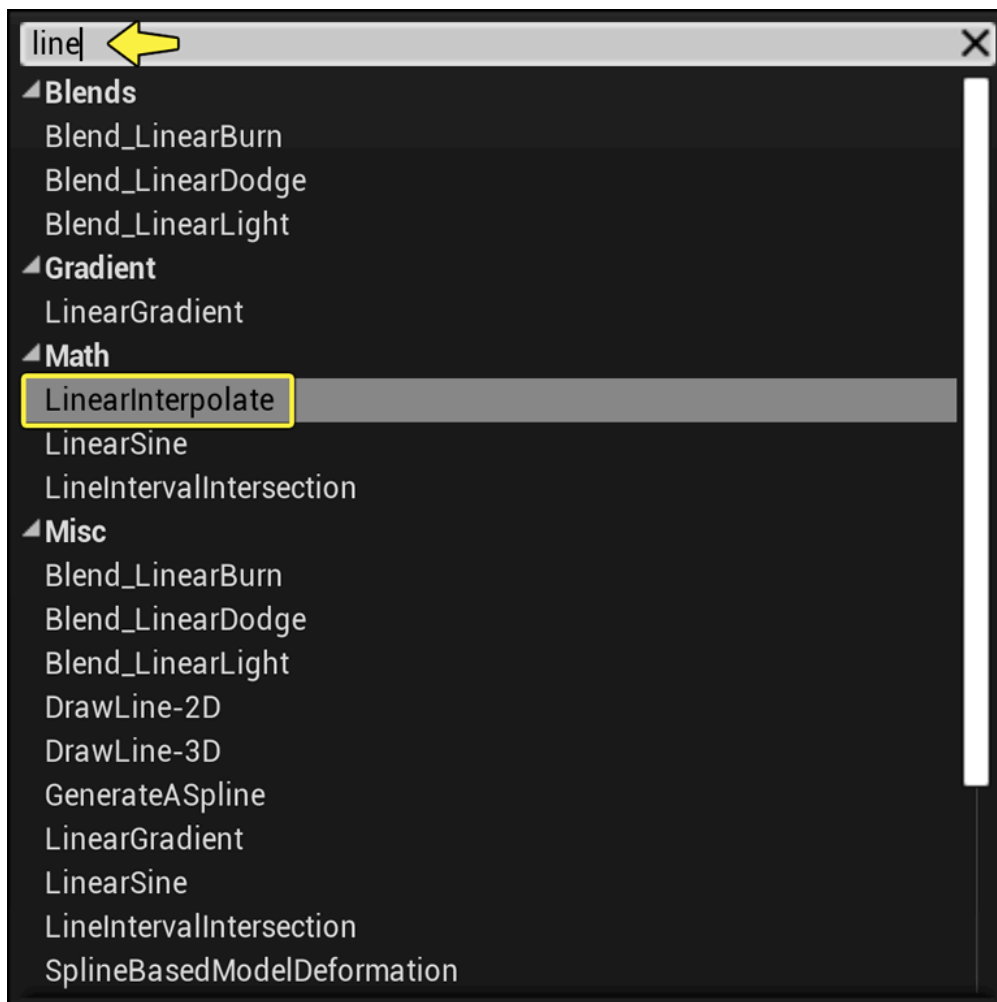 line
Blends
Blend_LinearBurn
Blend_LinearDodge
Blend_LinearLight
Gradient
LinearGradient
Math
LinearInterpolate
LinearSine
LineIntervalIntersection
Misc
Blend_LinearBurn
Blend_LinearDodge
Blend_LinearLight
DrawLine-2D
DrawLine-3D
GenerateASpline
LinearGradient
LinearSine
LineIntervalIntersection
SplineBasedModelDeformation